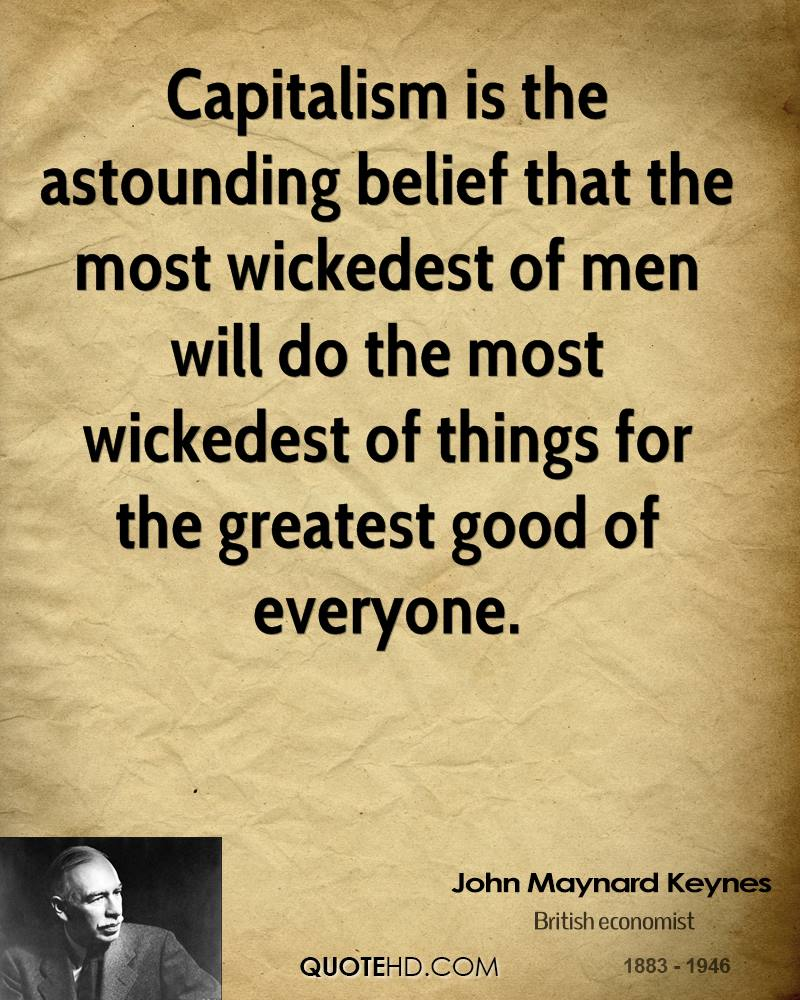 Capitalism is the
astounding belief that the
most wickedest of men
will do the most
wickedest of things for
the greatest good of
everyone.
John Maynard Keynes
British economist
QUOTEHD.COM
1883 - 1946